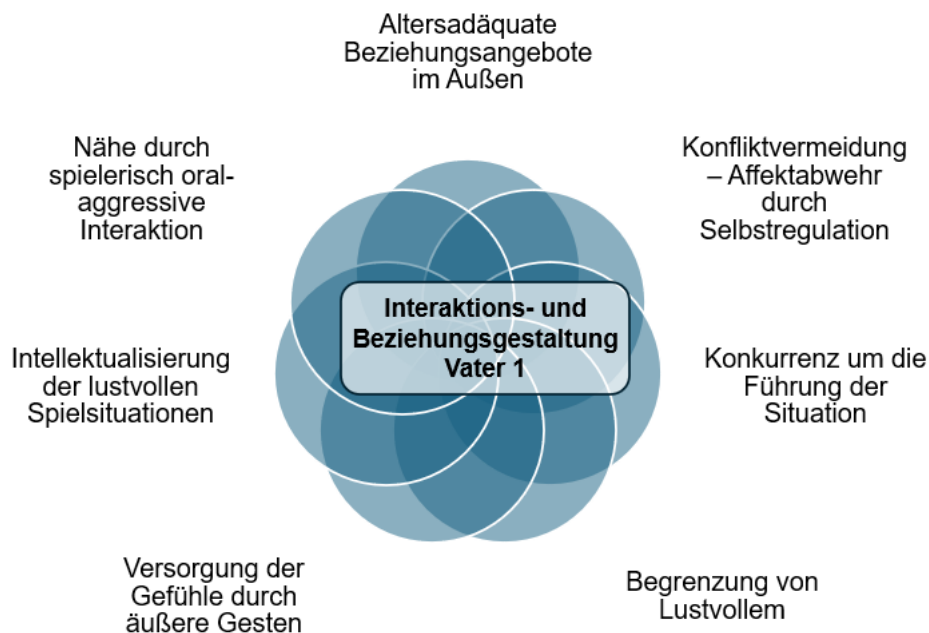 Altersadäquate
Beziehungsangebote
im Außen
Nähe durch
spielerisch oral-
aggressive
Interaktion
Konfliktvermeidung
– Affektabwehr
durch
Selbstregulation
Interaktions- und
Beziehungsgestaltung
Vater 1
Intellektualisierung
der lustvollen
Spielsituationen
Konkurrenz um die
Führung der
Situation
Versorgung der
Gefühle durch
äußere Gesten
Begrenzung von
Lustvollem